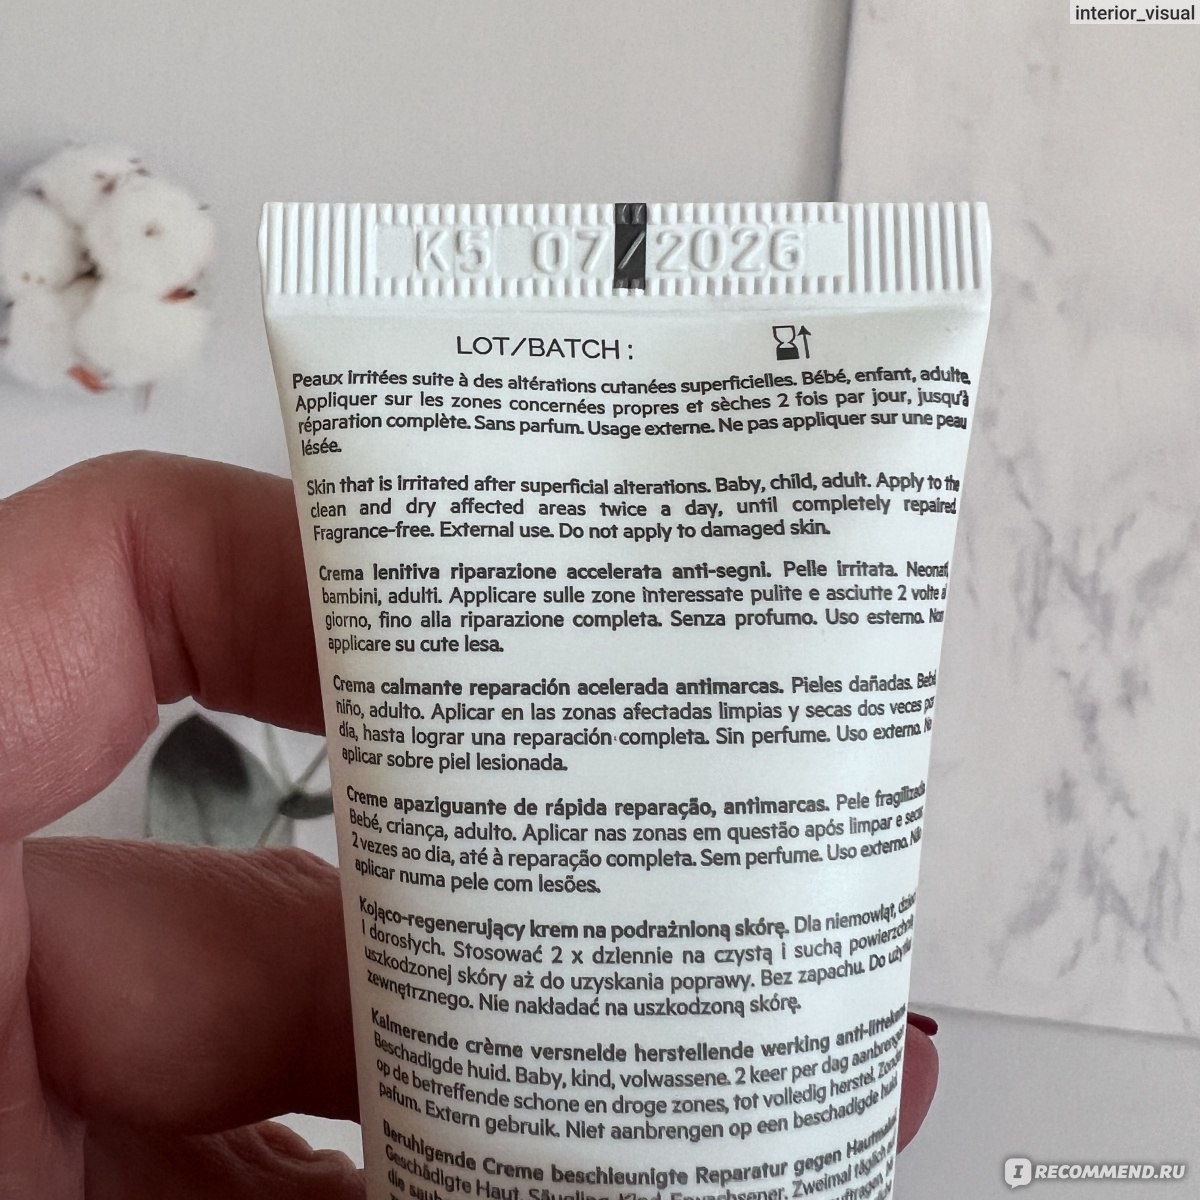 interior_visual
K5 07/2026
LOT/BATCH :
Peaux irritées suite à des altérations cutanées superficielles. Bébé, enfant, adulte.
Appliquer sur les zones concernées propres et sèches 2 fois par jour, jusqu'à
réparation complète. Sans parfum. Usage externe. Ne pas appliquer sur une peau
lésée.
Skin that is irritated after superficial alterations. Baby, child, adult. Apply to the
clean and dry affected areas twice a day, until completely repaired.
Fragrance-free. External use. Do not apply to damaged skin.
Crema lenitiva riparazione accelerata anti-segni. Pelle irritata. Neonati,
bambini, adulti. Applicare sulle zone interessate pulite e asciutte 2 volte al
giorno, fino alla riparazione completa. Senza profumo. Uso esterno. Non
applicare su cute lesa.
Crema calmante reparación acelerada antimarcas. Pieles dañadas. Bebé,
niño, adulto. Aplicar en las zonas afectadas limpias y secas dos veces por
día, hasta lograr una reparación completa. Sin perfume. Uso externo. No
aplicar sobre piel lesionada.
Creme apaziguante de rápida reparação, antimarcas. Pele fragilizada.
Bebé, criança, adulto. Aplicar nas zonas em questão após limpar e secar
2 vezes ao dia, até à reparação completa. Sem perfume. Uso externo. Não
aplicar numa pele com lesões.
Kojąco-regenerujący krem na podrażnioną skórę. Dla niemowląt, dzieci
i dorosłych. Stosować 2 x dziennie na czystą i suchą powierzchnię
uszkodzonej skóry aż do uzyskania poprawy. Bez zapachu. Do użytku
zewnętrznego. Nie nakładać na uszkodzoną skórę.
Kalmerende crème versnelde herstellende werking anti-littekens.
Beschadigde huid. Baby, kind, volwassene. 2 keer per dag aanbrengen
op de betreffende schone en droge zones, tot volledig herstel. Zonder
parfum. Extern gebruik. Niet aanbrengen op een beschadigde huid.
Beruhigende Creme beschleunigte Reparatur gegen Hautmale.
Geschädigte Haut. Säugling, Kind, Erwachsener. Zweimal täglich auf
die
IRECOMMEND.RU